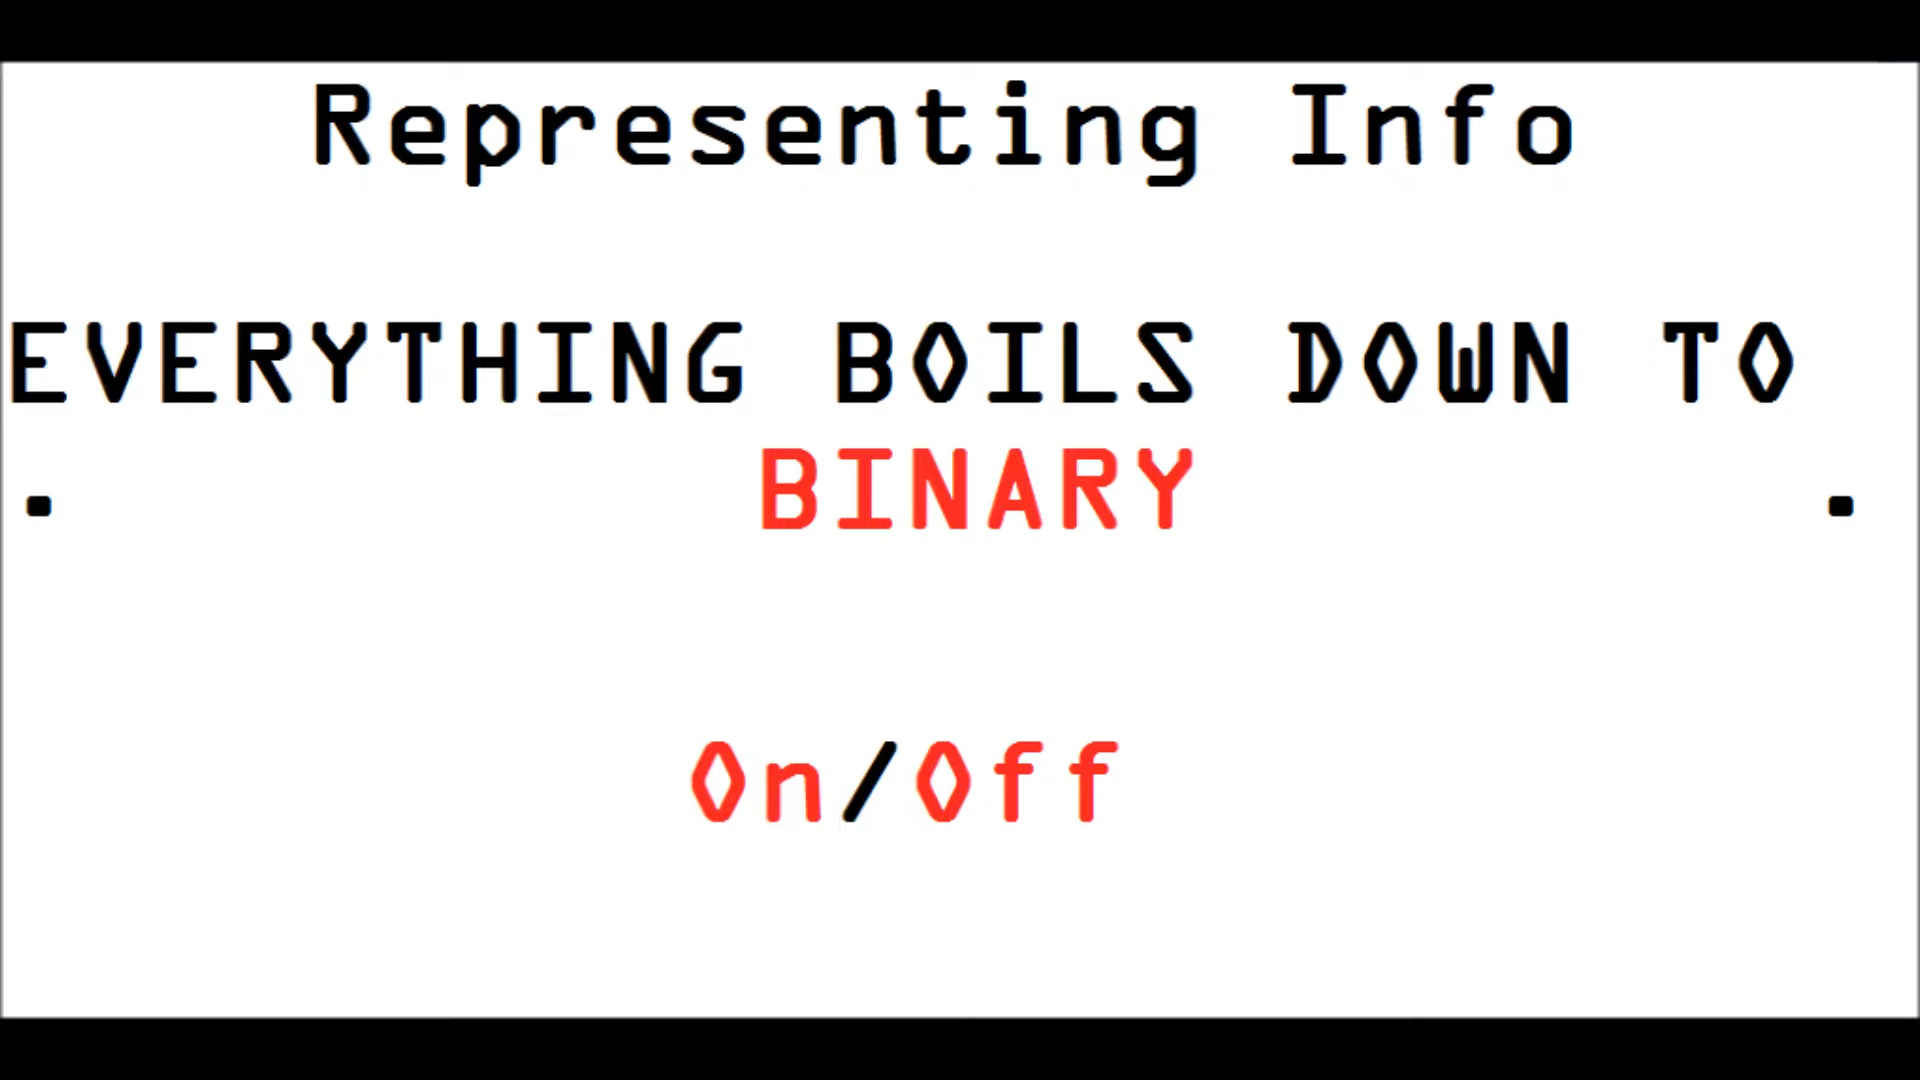 Representing Info
EVERYTHING BOILS DOWN TO
. BINARY .
On/Off